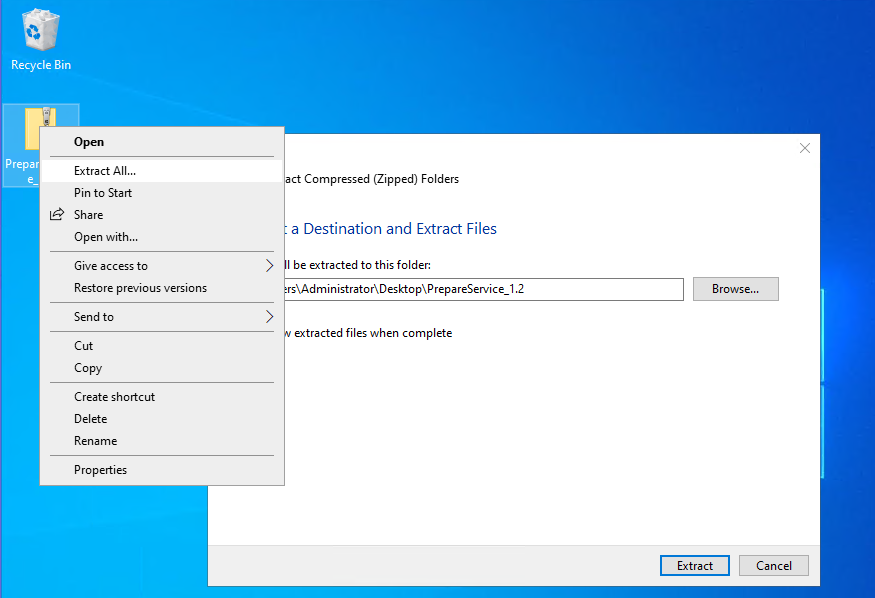 Recycle Bin
Prepar
e_
Open
Extract All...
Pin to Start
Share
Open with...
Give access to
Restore previous versions
Send to
Cut
Copy
Create shortcut
Delete
Rename
Properties
act Compressed (Zipped) Folders
t a Destination and Extract Files
ll be extracted to this folder:
ers\Administrator\Desktop\PrepareService_1.2
Browse...
w extracted files when complete
Extract
Cancel